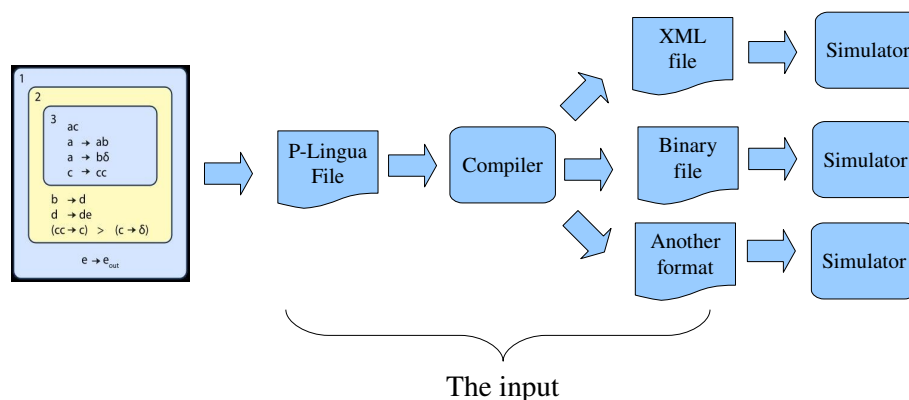 1
2
3
ac
a → ab
a → bδ
c → cc
b → d
d → de
(cc → c) > (c → δ)
e → e_out
P-Lingua
File
Compiler
XML
file
Simulator
Binary
file
Simulator
Another
format
Simulator
The input